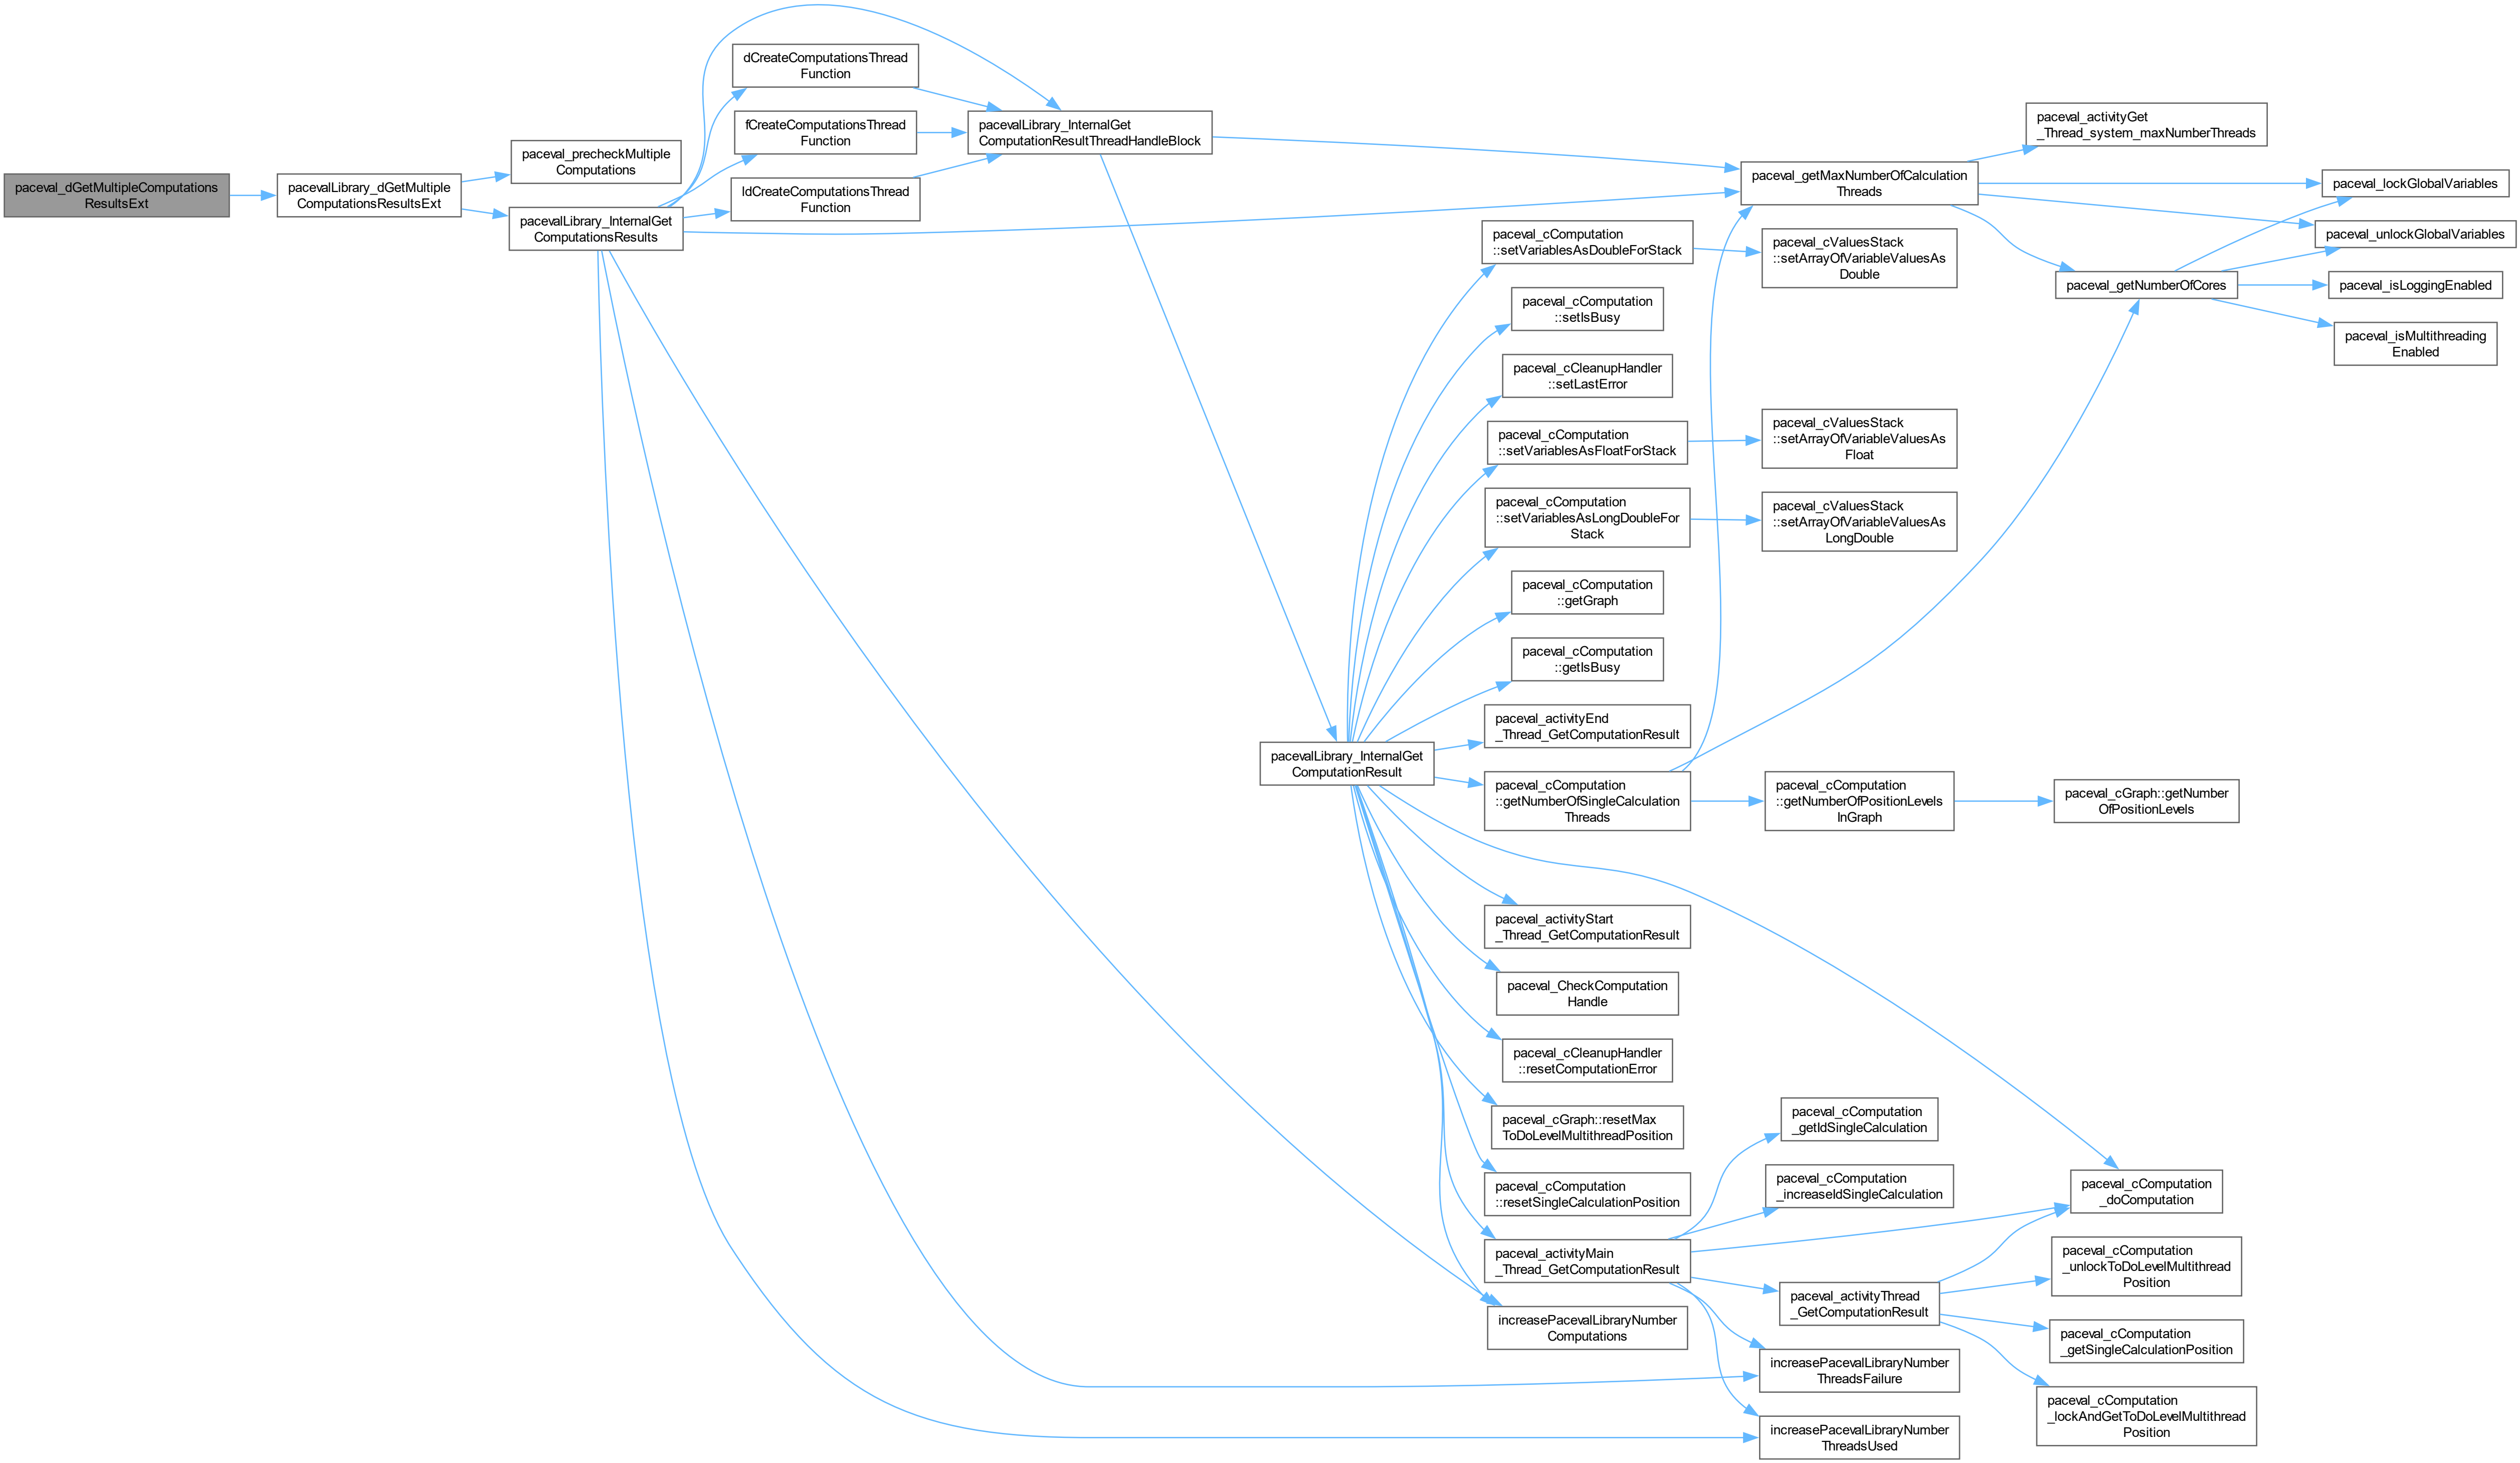 paceval_dGetMultipleComputations
ResultsExt
pacevalLibrary_dGetMultiple
ComputationsResultsExt
paceval_precheckMultiple
Computations
pacevalLibrary_InternalGet
ComputationsResults
dCreateComputationsThread
Function
fCreateComputationsThread
Function
ldCreateComputationsThread
Function
pacevalLibrary_InternalGet
ComputationResultThreadHandleBlock
pacevalLibrary_InternalGet
ComputationResult
paceval_cComputation
::setVariablesAsDoubleForStack
paceval_cComputation
::setIsBusy
paceval_cCleanupHandler
::setLastError
paceval_cComputation
::setVariablesAsFloatForStack
paceval_cComputation
::setVariablesAsLongDoubleFor
Stack
paceval_cComputation
::getGraph
paceval_cComputation
::getIsBusy
paceval_activityEnd
_Thread_GetComputationResult
paceval_cComputation
::getNumberOfSingleCalculation
Threads
paceval_activityStart
_Thread_GetComputationResult
paceval_CheckComputation
Handle
paceval_cCleanupHandler
::resetComputationError
paceval_cGraph::resetMax
ToDoLevelMultithreadPosition
paceval_cComputation
::resetSingleCalculationPosition
paceval_activityMain
_Thread_GetComputationResult
increasePacevalLibraryNumber
Computations
paceval_getMaxNumberOfCalculation
Threads
paceval_cValuesStack
::setArrayOfVariableValuesAs
Double
paceval_cValuesStack
::setArrayOfVariableValuesAs
Float
paceval_cValuesStack
::setArrayOfVariableValuesAs
LongDouble
paceval_cComputation
::getNumberOfPositionLevels
InGraph
paceval_cComputation
_getIdSingleCalculation
paceval_cComputation
_increaseIdSingleCalculation
paceval_activityThread
_GetComputationResult
increasePacevalLibraryNumber
ThreadsFailure
increasePacevalLibraryNumber
ThreadsUsed
paceval_activityGet
_Thread_system_maxNumberThreads
paceval_getNumberOfCores
paceval_cGraph::getNumber
OfPositionLevels
paceval_cComputation
_doComputation
paceval_cComputation
_unlockToDoLevelMultithread
Position
paceval_cComputation
_getSingleCalculationPosition
paceval_cComputation
_lockAndGetToDoLevelMultithread
Position
paceval_lockGlobalVariables
paceval_unlockGlobalVariables
paceval_isLoggingEnabled
paceval_isMultithreading
Enabled